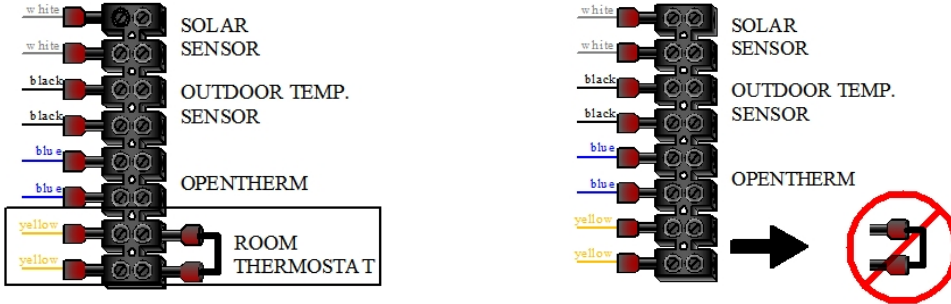 white
SOLAR
white SENSOR
black
OUTDOOR TEMP.
black SENSOR
blue
OPENTHERM
blue
yellow
ROOM
yellow THERMOSTAT
white
SOLAR
white SENSOR
black
OUTDOOR TEMP.
black SENSOR
blue
OPENTHERM
blue
yellow
yellow